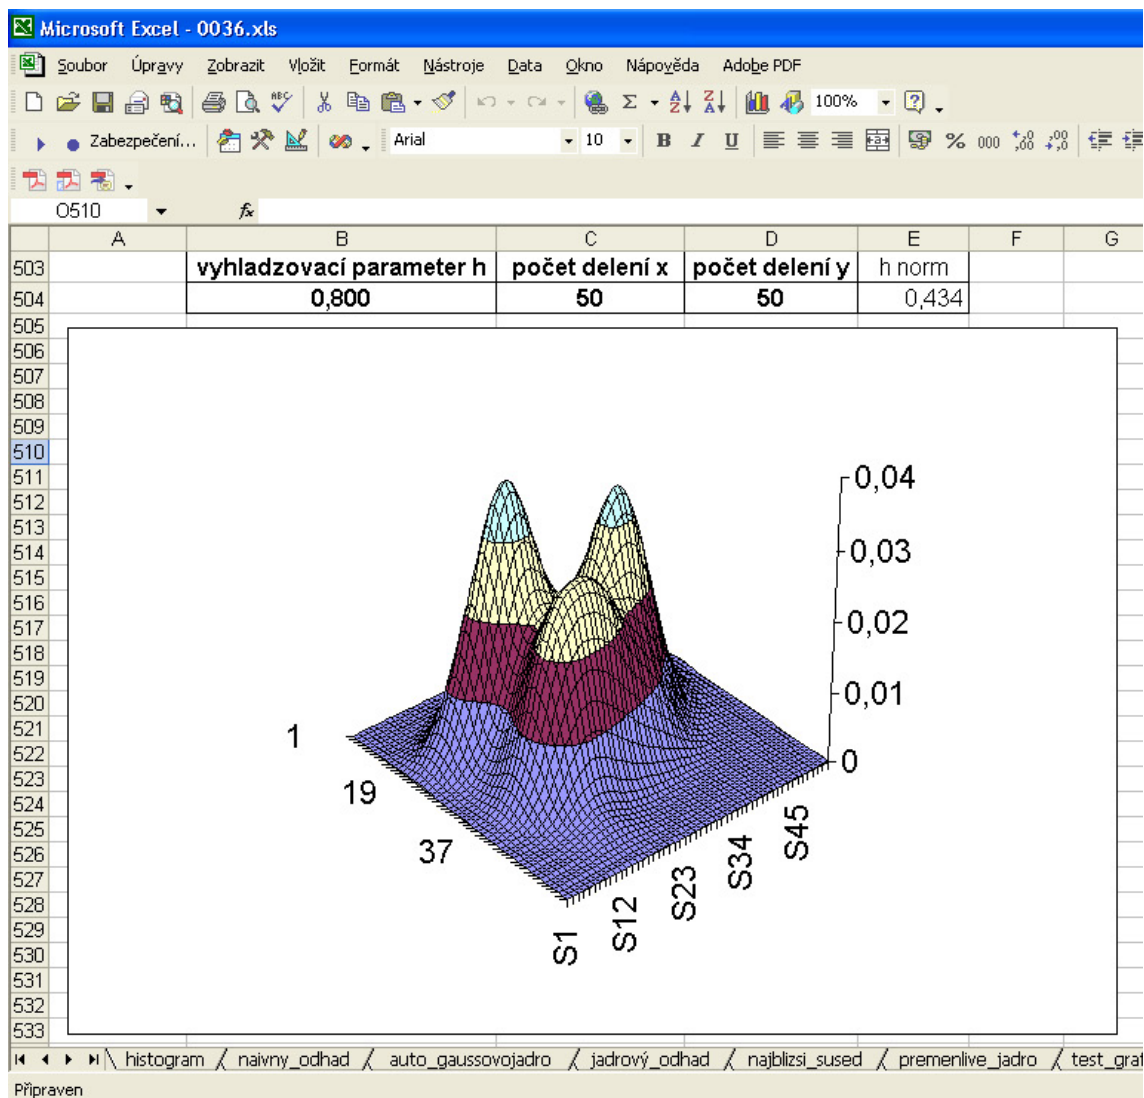 Microsoft Excel - 0036.xls
Soubor Úpravy Zobrazit Vložit Formát Nástroje Data Okno Nápověda Adobe PDF
100%
Zabezpečení... Arial 10 B I U % 000
O510 fx
A B C D E F G
503 vyhladzovací parameter h počet delení x počet delení y h norm
504 0,800 50 50 0,434
505
506
507
508
509
510
511
512
513
514
515
516
517
518
519
520
521
522
523
524
525
526
527
528
529
530
531
532
533
0,04
0,03
0,02
0,01
0
1
19
37
S1
S12
S23
S34
S45
histogram / naivny_odhad / auto_gaussovojadro / jadrový_odhad / najblizsi_sused / premenlive_jadro / test_graf
Připraven